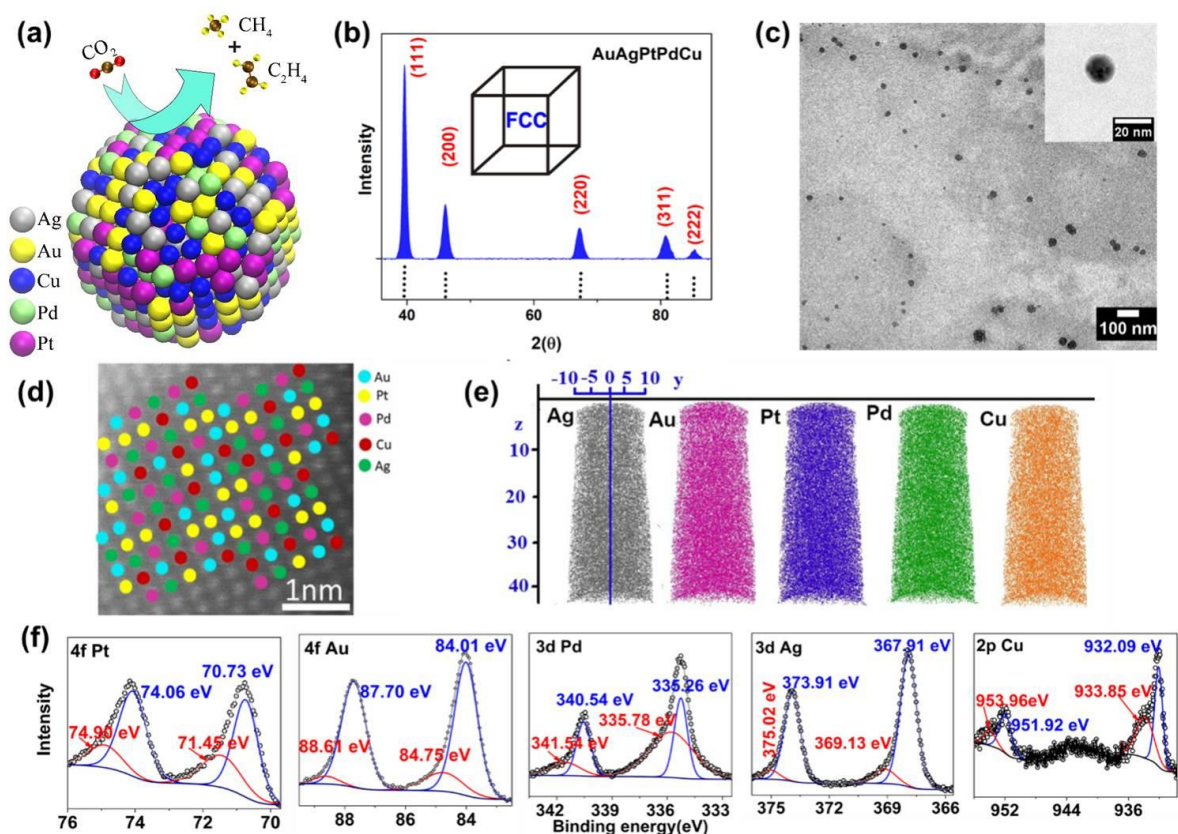 (a)
CO2
CH4
+
C2H4
Ag
Au
Cu
Pd
Pt
(b)
AuAgPtPdCu
FCC
(111)
(200)
(220)
(311)
(222)
Intensity
40 60 80
2(θ)
(c)
20 nm
100 nm
(d)
Au
Pt
Pd
Cu
Ag
1nm
(e)
-10 -5 0 5 10 y
z
Ag Au Pt Pd Cu
10
20
30
40
(f)
Intensity
4f Pt
70.73 eV
74.06 eV
74.90 eV
71.45 eV
76 74 72 70
4f Au
84.01 eV
87.70 eV
88.61 eV
84.75 eV
88 86 84
3d Pd
340.54 eV
335.26 eV
335.78 eV
341.54 eV
342 339 336 333
3d Ag
367.91 eV
373.91 eV
375.02 eV
369.13 eV
375 372 369 366
2p Cu
932.09 eV
953.96eV
933.85 eV
951.92 eV
952 944 936
Binding energy(eV)